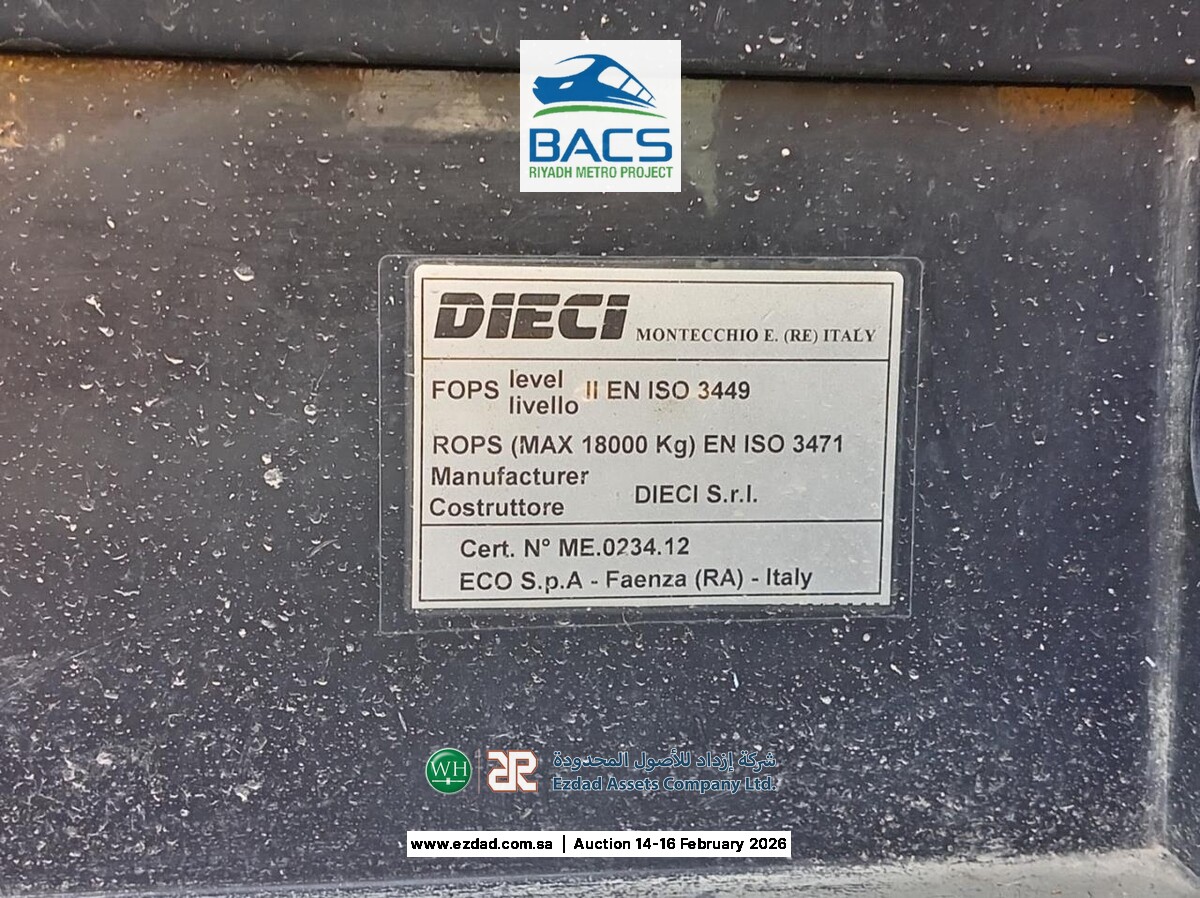 BACS
RIYADH METRO PROJECT
DIECI MONTECCHIO E. (RE) ITALY
FOPS level livello II EN ISO 3449
ROPS (MAX 18000 Kg) EN ISO 3471
Manufacturer
Costruttore DIECI S.r.l.
Cert. N° ME.0234.12
ECO S.p.A - Faenza (RA) - Italy
WH
شركة إزداد للأصول المحدودة
Ezdad Assets Company Ltd.
www.ezdad.com.sa | Auction 14-16 February 2026